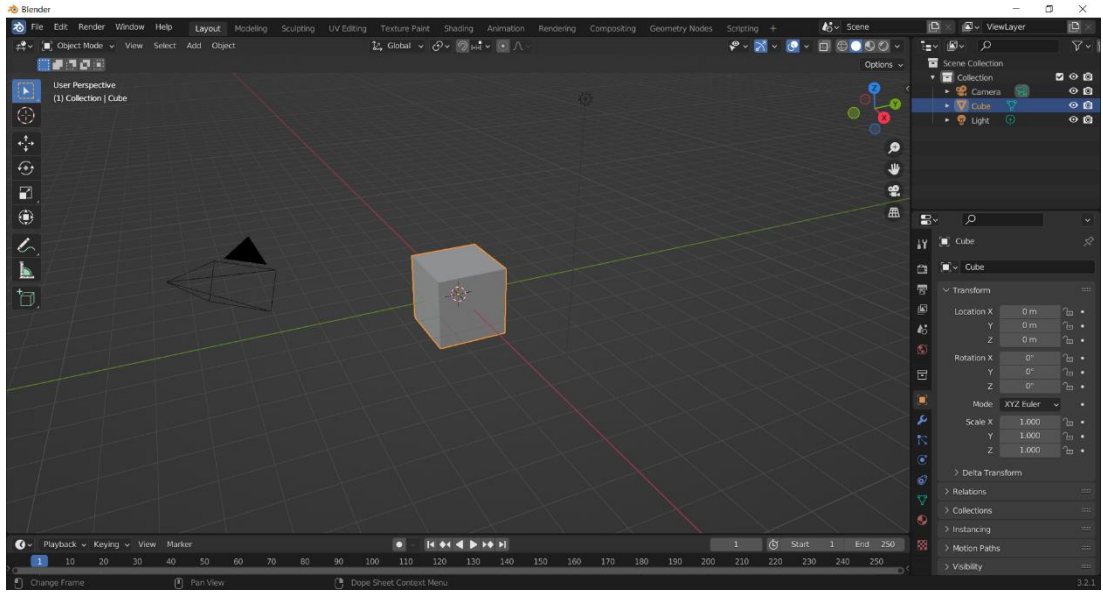 Blender
File Edit Render Window Help Layout Modeling Sculpting UV Editing Texture Paint Shading Animation Rendering Compositing Geometry Nodes Scripting + Scene ViewLayer
Object Mode View Select Add Object Global
Options
User Perspective
(1) Collection | Cube
Z
Y
X
Scene Collection
Collection
Camera
Cube
Light
Cube
Cube
Transform
Location X 0 m
Y 0 m
Z 0 m
Rotation X 0°
Y 0°
Z 0°
Mode XYZ Euler
Scale X 1.000
Y 1.000
Z 1.000
Delta Transform
Relations
Collections
Instancing
Motion Paths
Visibility
Playback Keying View Marker 1 Start 1 End 250
1 10 20 30 40 50 60 70 80 90 100 110 120 130 140 150 160 170 180 190 200 210 220 230 240 250
Change Frame Pan View Dope Sheet Context Menu 3.2.1